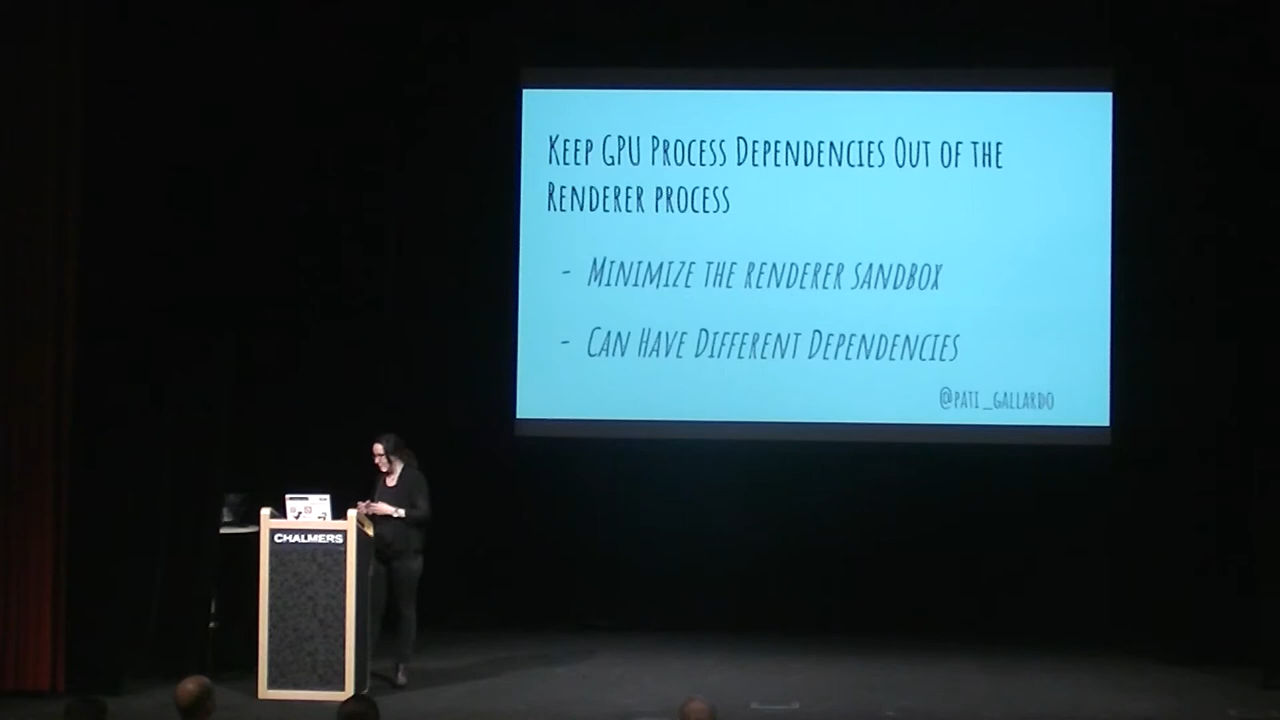 Keep GPU Process Dependencies Out of the
Renderer process
- Minimize the renderer sandbox
- Can Have Different Dependencies
@pati_gallardo
CHALMERS